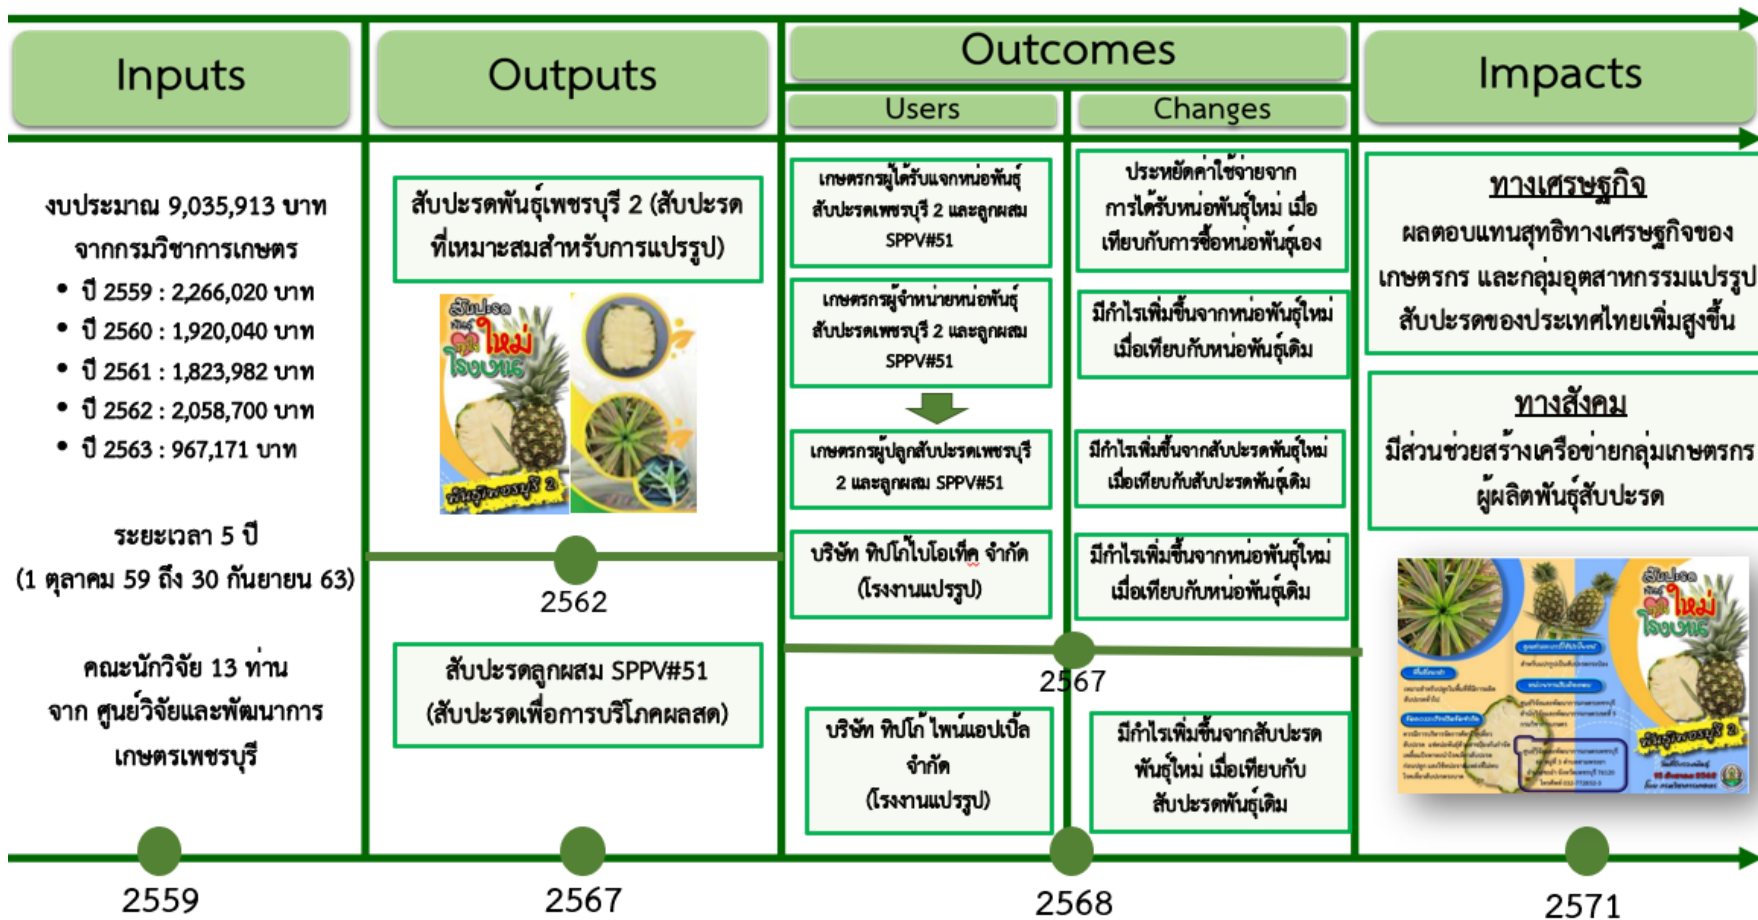 Inputs
Outputs
Outcomes
Users
Changes
Impacts
งบประมาณ 9,035,913 บาท
จากกรมวิชาการเกษตร
• ปี 2559 : 2,266,020 บาท
• ปี 2560 : 1,920,040 บาท
• ปี 2561 : 1,823,982 บาท
• ปี 2562 : 2,058,700 บาท
• ปี 2563 : 967,171 บาท
ระยะเวลา 5 ปี
(1 ตุลาคม 59 ถึง 30 กันยายน 63)
คณะนักวิจัย 13 ท่าน
จาก ศูนย์วิจัยและพัฒนาการ
เกษตรเพชรบุรี
2559
สับปะรดพันธุ์เพชรบุรี 2 (สับปะรด
ที่เหมาะสมสำหรับการแปรรูป)
สับปะรด
พันธุ์
ใหม่
โรงงาน
พันธุ์เพชรบุรี 2
2562
สับปะรดลูกผสม SPPV#51
(สับปะรดเพื่อการบริโภคผลสด)
2567
เกษตรกรผู้ได้รับแจกหน่อพันธุ์
สับปะรดเพชรบุรี 2 และลูกผสม
SPPV#51
ประหยัดค่าใช้จ่ายจาก
การได้รับหน่อพันธุ์ใหม่ เมื่อ
เทียบกับการซื้อหน่อพันธุ์เอง
เกษตรกรผู้จำหน่ายหน่อพันธุ์
สับปะรดเพชรบุรี 2 และลูกผสม
SPPV#51
มีกำไรเพิ่มขึ้นจากหน่อพันธุ์ใหม่
เมื่อเทียบกับหน่อพันธุ์เดิม
เกษตรกรผู้ปลูกสับปะรดเพชรบุรี
2 และลูกผสม SPPV#51
มีกำไรเพิ่มขึ้นจากสับปะรดพันธุ์ใหม่
เมื่อเทียบกับสับปะรดพันธุ์เดิม
บริษัท ทิปโก้ไบโอเท็ค จำกัด
(โรงงานแปรรูป)
มีกำไรเพิ่มขึ้นจากหน่อพันธุ์ใหม่
เมื่อเทียบกับหน่อพันธุ์เดิม
2567
บริษัท ทิปโก้ ไพน์แอปเปิ้ล
จำกัด
(โรงงานแปรรูป)
มีกำไรเพิ่มขึ้นจากสับปะรด
พันธุ์ใหม่ เมื่อเทียบกับ
สับปะรดพันธุ์เดิม
2568
ทางเศรษฐกิจ
ผลตอบแทนสุทธิทางเศรษฐกิจของ
เกษตรกร และกลุ่มอุตสาหกรรมแปรรูป
สับปะรดของประเทศไทยเพิ่มสูงขึ้น
ทางสังคม
มีส่วนช่วยสร้างเครือข่ายกลุ่มเกษตรกร
ผู้ผลิตพันธุ์สับปะรด
สับปะรด
พันธุ์
ใหม่
โรงงาน
พันธุ์เพชรบุรี 2
2571